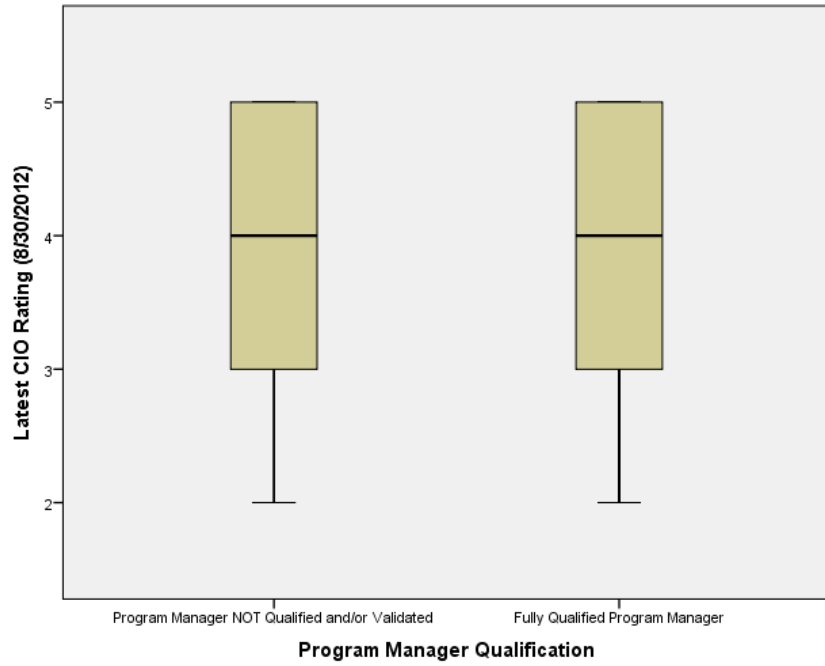 Latest CIO Rating (8/30/2012)
5
4
3
2
Program Manager NOT Qualified and/or Validated
Fully Qualified Program Manager
Program Manager Qualification